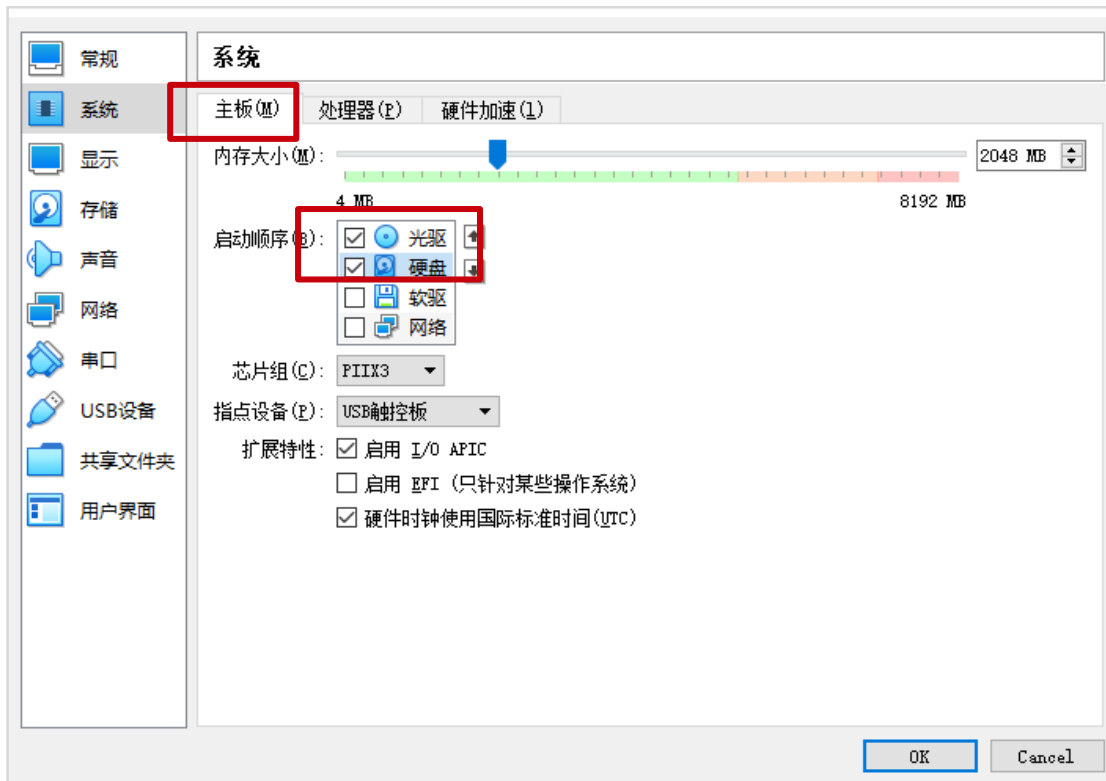 常规
系统
显示
存储
声音
网络
串口
USB设备
共享文件夹
用户界面
系统
主板(M) 处理器(P) 硬件加速(l)
内存大小(M): 2048 MB
4 MB 8192 MB
启动顺序(B): 光驱
硬盘
软驱
网络
芯片组(C): PIIX3
指点设备(P): USB触控板
扩展特性: 启用 I/O APIC
启用 EFI (只针对某些操作系统)
硬件时钟使用国际标准时间(UTC)
OK Cancel